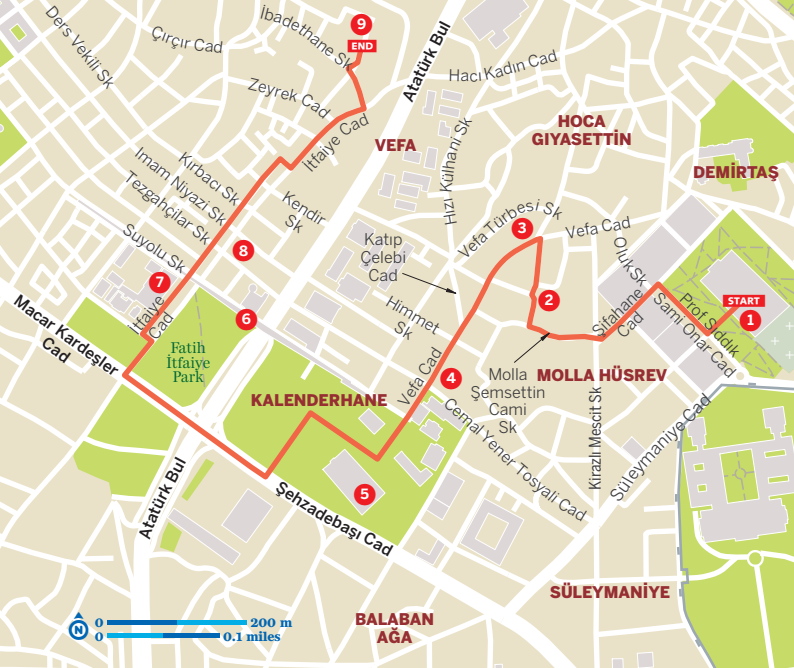 İbadethane Sk
9
END
Ders Vekili Sk
Çırçır Cad
Atatürk Bul
Hacı Kadın Cad
Zeyrek Cad
İtfaiye Cad
VEFA
HOCA
GIYASETTİN
DEMİRTAŞ
Hızı Külhani Sk
Kırbacı Sk
Imam Niyazi Sk
Tezgahçılar Sk
Kendir
Sk
Vefa Türbesi Sk
3
Vefa Cad
Katıp
Çelebi
Cad
Suyolu Sk
8
Oluk Sk
7
Macar Kardeşler
Cad
İtfaiye
Cad
6
Himmet
Sk
2
Sifahane
Cad
START
1
Prof Sıddık
Sami Onar Cad
Fatih
İtfaiye
Park
Vefa Cad
4
Molla
Şemsettin
Cami
Sk
MOLLA HÜSREV
KALENDERHANE
Cemal Yener Tosyali Cad
Kirazlı Mescit Sk
Süleymaniye Cad
5
Atatürk Bul
Şehzadebaşı Cad
SÜLEYMANİYE
BALABAN
AĞA
N
0 200 m
0 0.1 miles